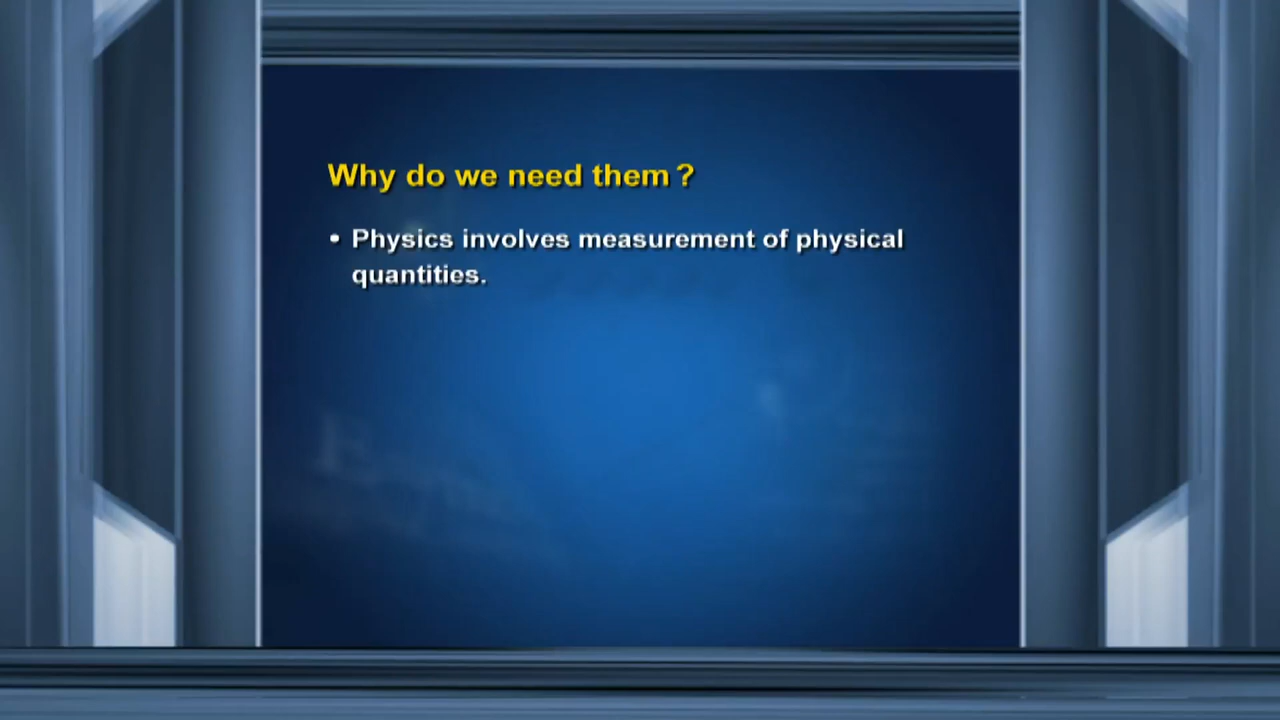 Why do we need them ?
• Physics involves measurement of physical
quantities.